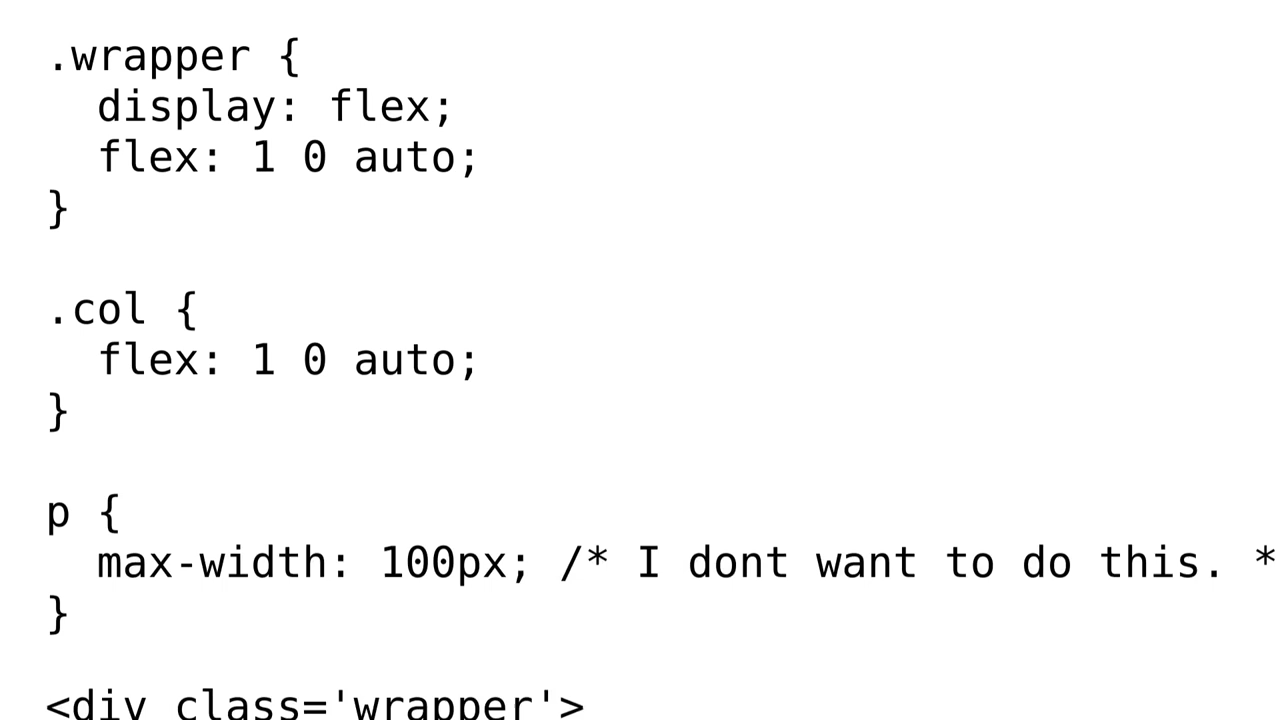 .wrapper {
  display: flex;
  flex: 1 0 auto;
}

.col {
  flex: 1 0 auto;
}

p {
  max-width: 100px; /* I dont want to do this. *
}

<div class='wrapper'>